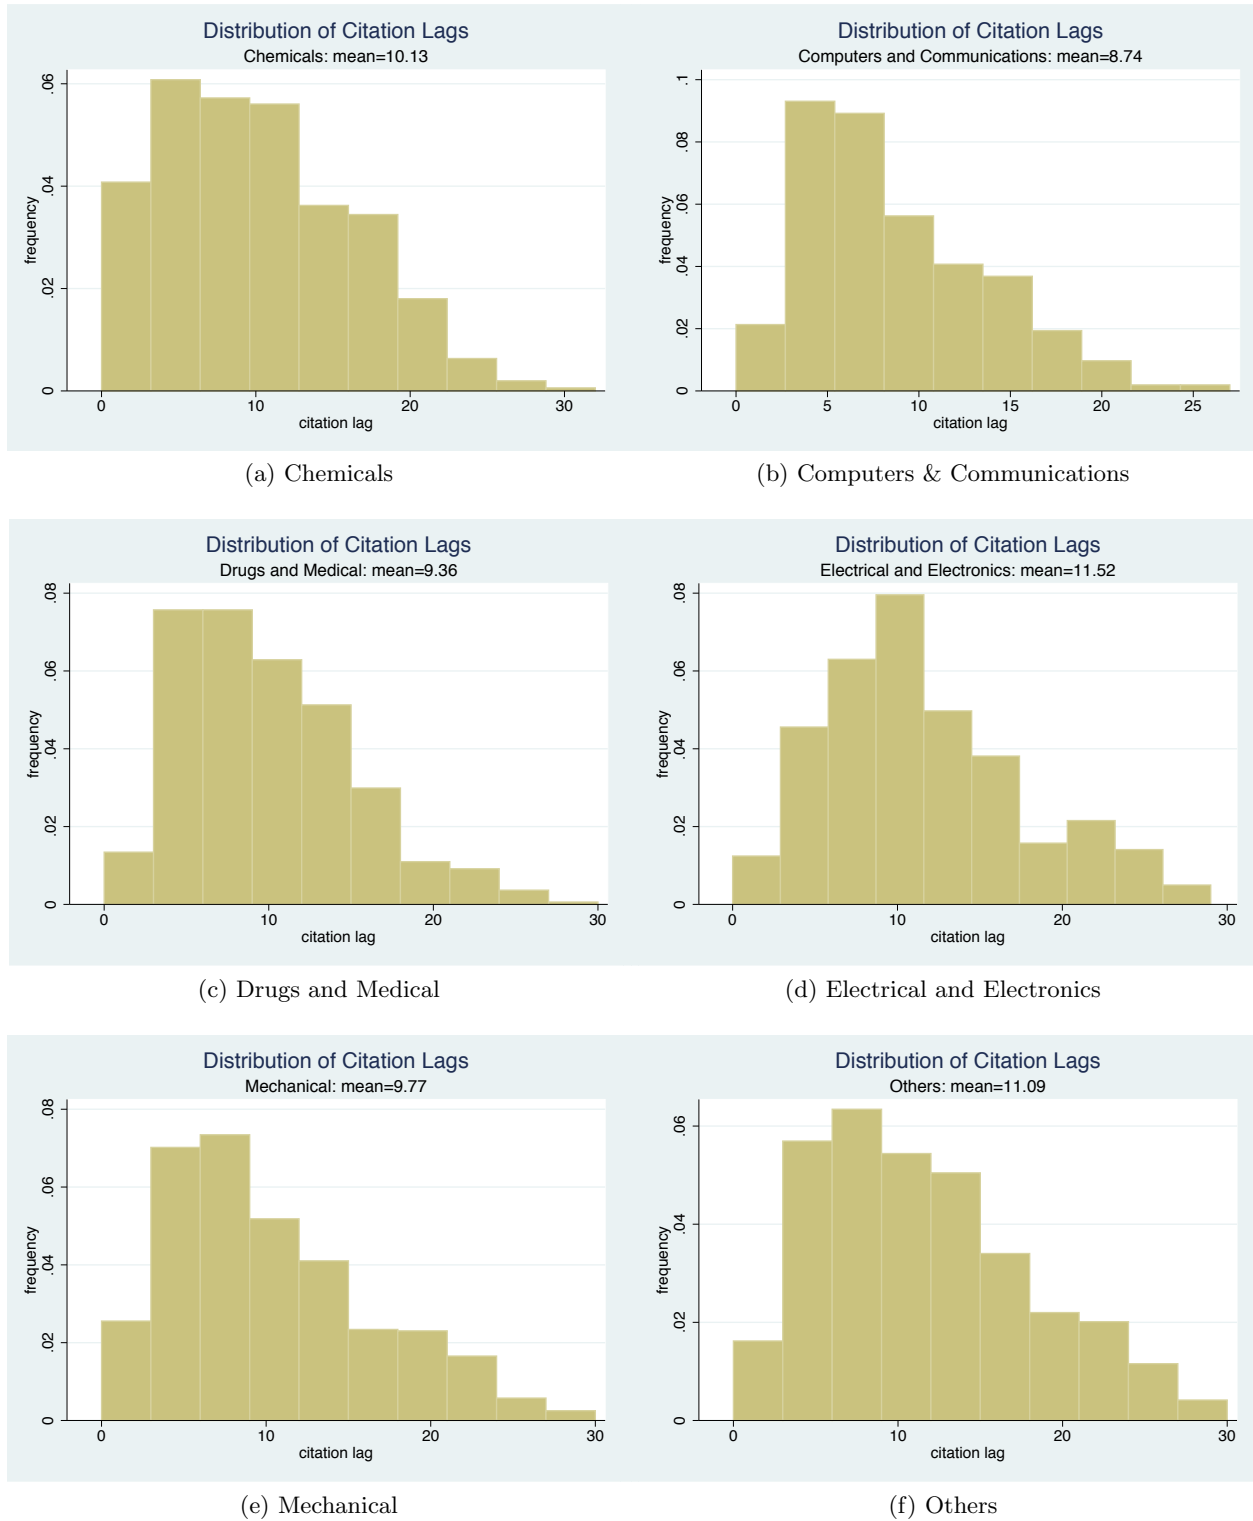 Distribution of Citation Lags
Chemicals: mean=10.13
frequency
0 .02 .04 .06
0 10 20 30
citation lag
(a) Chemicals
Distribution of Citation Lags
Computers and Communications: mean=8.74
frequency
0 .02 .04 .06 .08 .1
0 5 10 15 20 25
citation lag
(b) Computers & Communications
Distribution of Citation Lags
Drugs and Medical: mean=9.36
frequency
0 .02 .04 .06 .08
0 10 20 30
citation lag
(c) Drugs and Medical
Distribution of Citation Lags
Electrical and Electronics: mean=11.52
frequency
0 .02 .04 .06 .08
0 10 20 30
citation lag
(d) Electrical and Electronics
Distribution of Citation Lags
Mechanical: mean=9.77
frequency
0 .02 .04 .06 .08
0 10 20 30
citation lag
(e) Mechanical
Distribution of Citation Lags
Others: mean=11.09
frequency
0 .02 .04 .06
0 10 20 30
citation lag
(f) Others